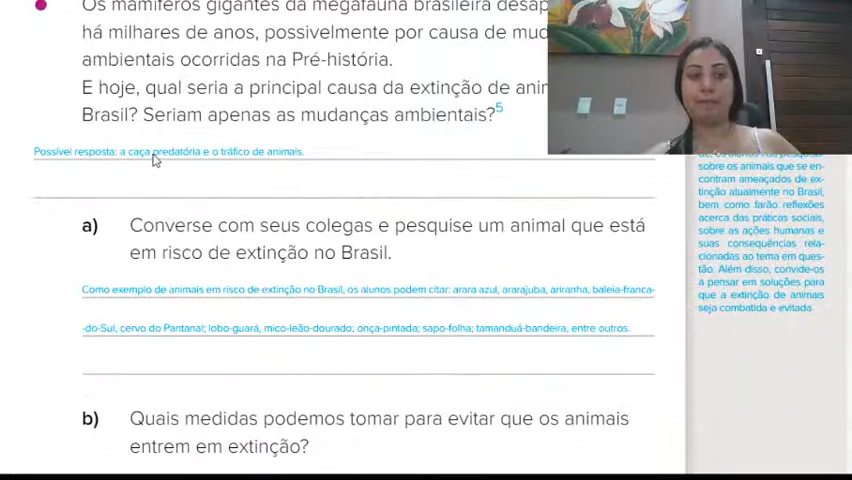 Os mamíferos gigantes da megafauna brasileira
há milhares de anos, possivelmente por causa de
ambientais ocorridas na Pré-história.
E hoje, qual seria a principal causa da extinção de
Brasil? Seriam apenas as mudanças ambientais?5
Possível resposta: a caça predatória e o tráfico de animais.
a) Converse com seus colegas e pesquise um animal que está
em risco de extinção no Brasil.
Como exemplo de animais em risco de extinção no Brasil, os alunos podem citar: arara azul, ararajuba, ariranha, baleia-franca-
-do-Sul, cervo do Pantanal; lobo-guará, mico-leão-dourado; onça-pintada; sapo-folha; tamanduá-bandeira, entre outros.
b) Quais medidas podemos tomar para evitar que os animais
entrem em extinção?
sobre os animais que se en-
contram ameaçados de ex-
tinção atualmente no Brasil,
bem como farão reflexões
acerca das práticas sociais,
sobre as ações humanas e
suas consequências rela-
cionadas ao tema em ques-
tão. Além disso, convide-os
a pensar em soluções para
que a extinção de animais
seja combatida e evitada